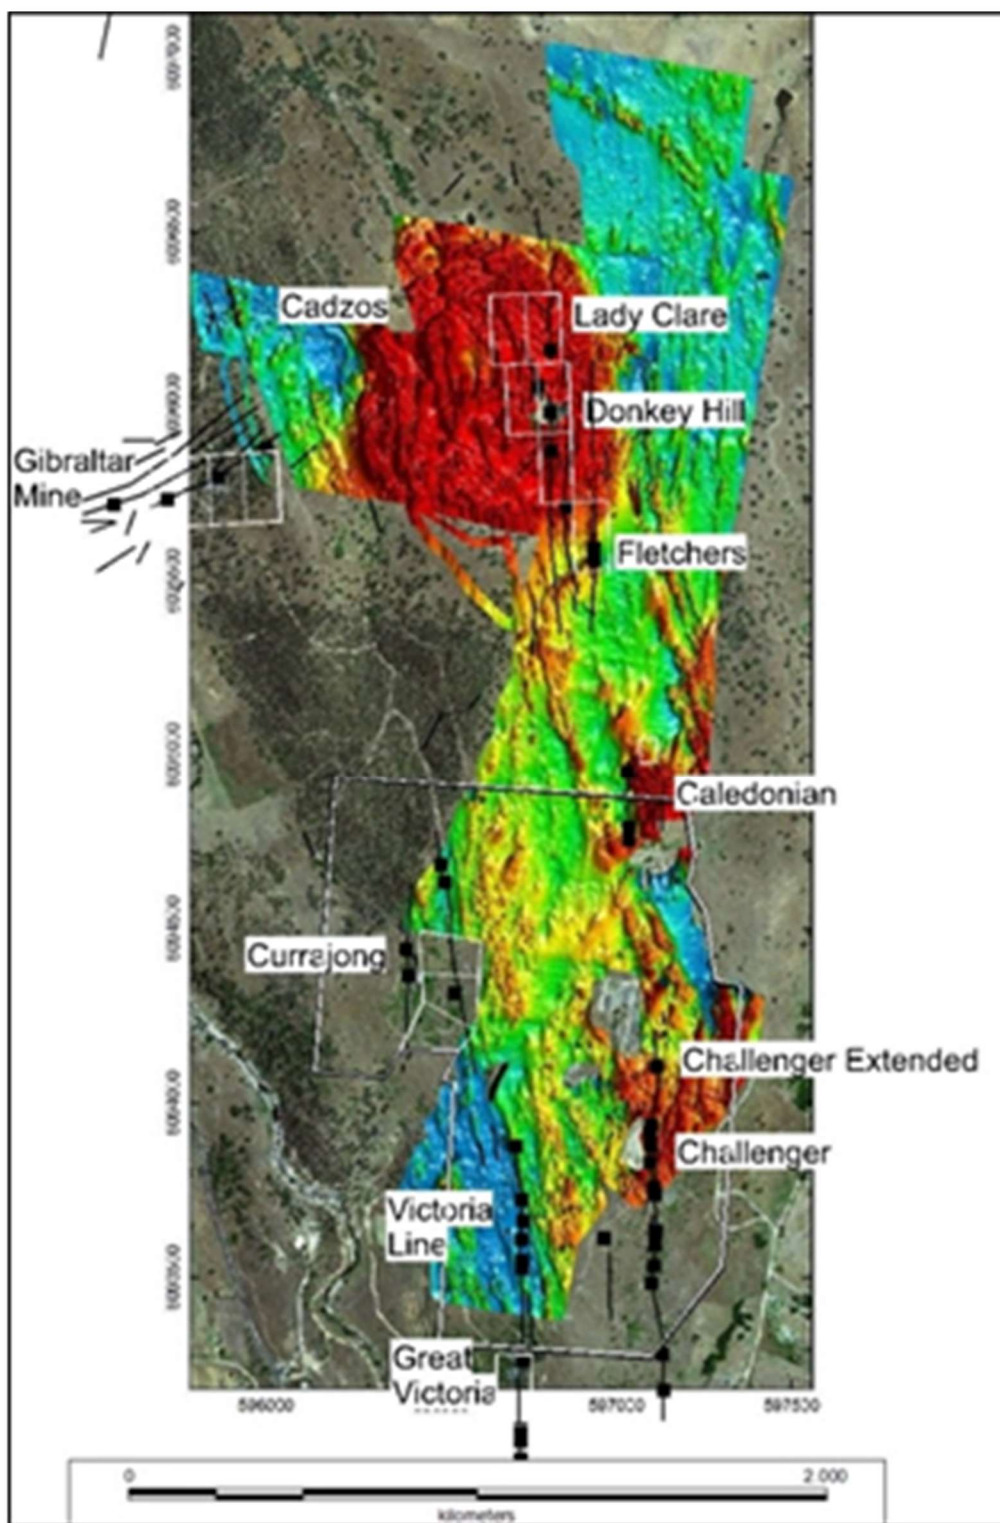 Cadzos
Lady Clare
Donkey Hill
Gibraltar
Mine
Fletchers
Caledonian
Currajong
Challenger Extended
Challenger
Victoria
Line
Great
Victoria
596000
597000
597500
0
2.000
kilometers